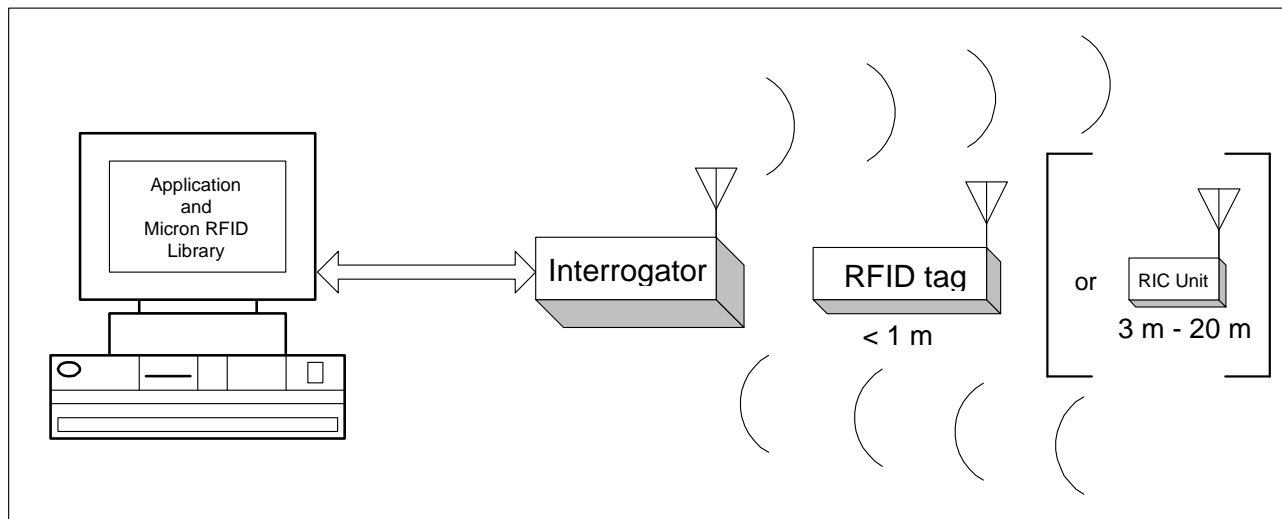 Application
and
Micron RFID
Library
Interrogator
RFID tag
< 1 m
or
RIC Unit
3 m - 20 m